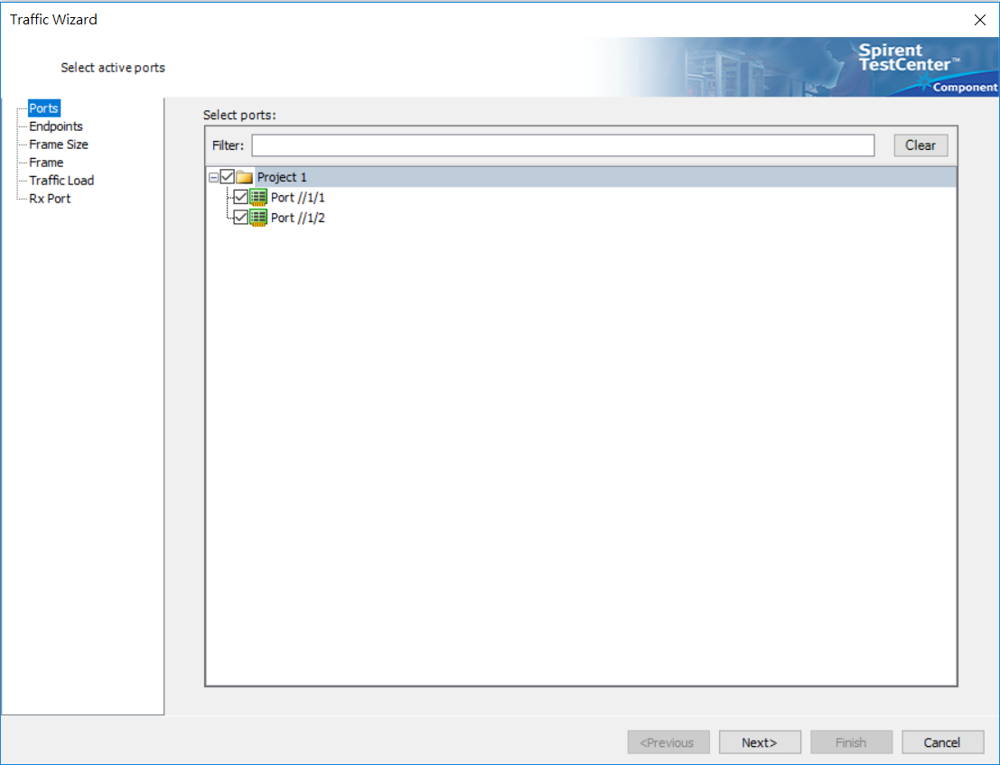 Traffic Wizard
Select active ports
Spirent
TestCenter™
Component
Ports
Endpoints
Frame Size
Frame
Traffic Load
Rx Port
Select ports:
Filter:
Clear
Project 1
Port //1/1
Port //1/2
<Previous
Next>
Finish
Cancel